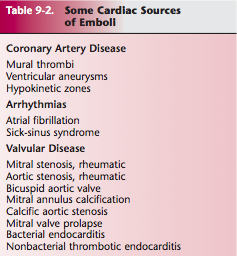 Table 9-2. Some Cardiac Sources
of Emboli
Coronary Artery Disease
Mural thrombi
Ventricular aneurysms
Hypokinetic zones
Arrhythmias
Atrial fibrillation
Sick-sinus syndrome
Valvular Disease
Mitral stenosis, rheumatic
Aortic stenosis, rheumatic
Bicuspid aortic valve
Mitral annulus calcification
Calcific aortic stenosis
Mitral valve prolapse
Bacterial endocarditis
Nonbacterial thrombotic endocarditis